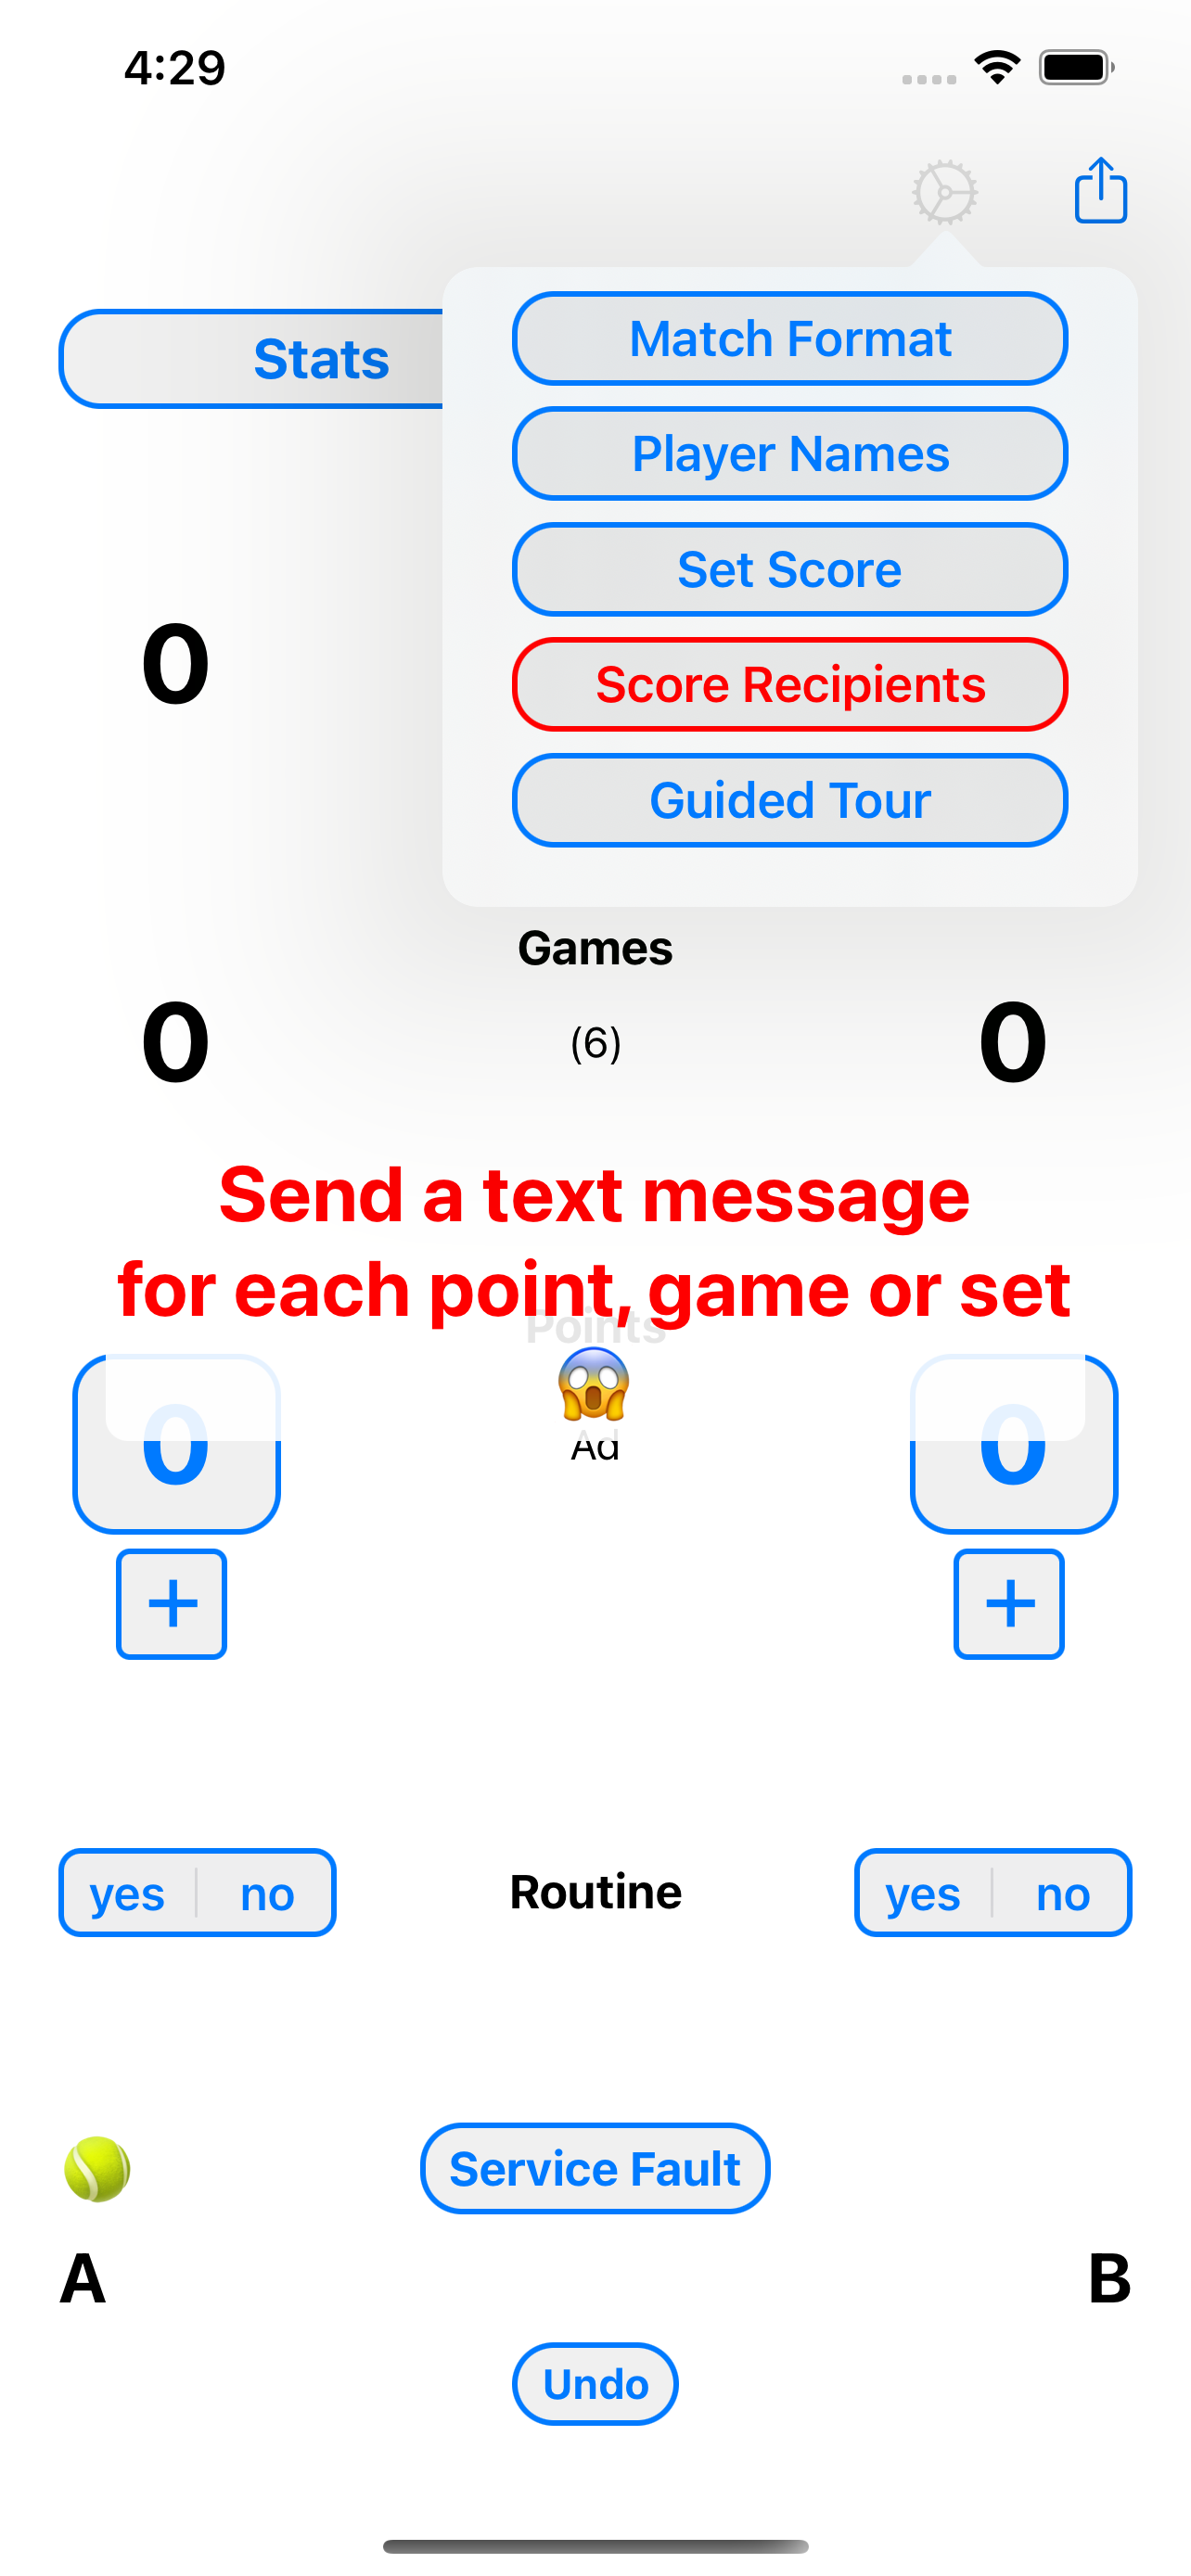 4:29
Stats
Match Format
Player Names
Set Score
Score Recipients
Guided Tour
0
Games
0 (6) 0
Send a text message
for each point, game or set
Points
0 Ad 0
+ +
yes no Routine yes no
Service Fault
A B
Undo